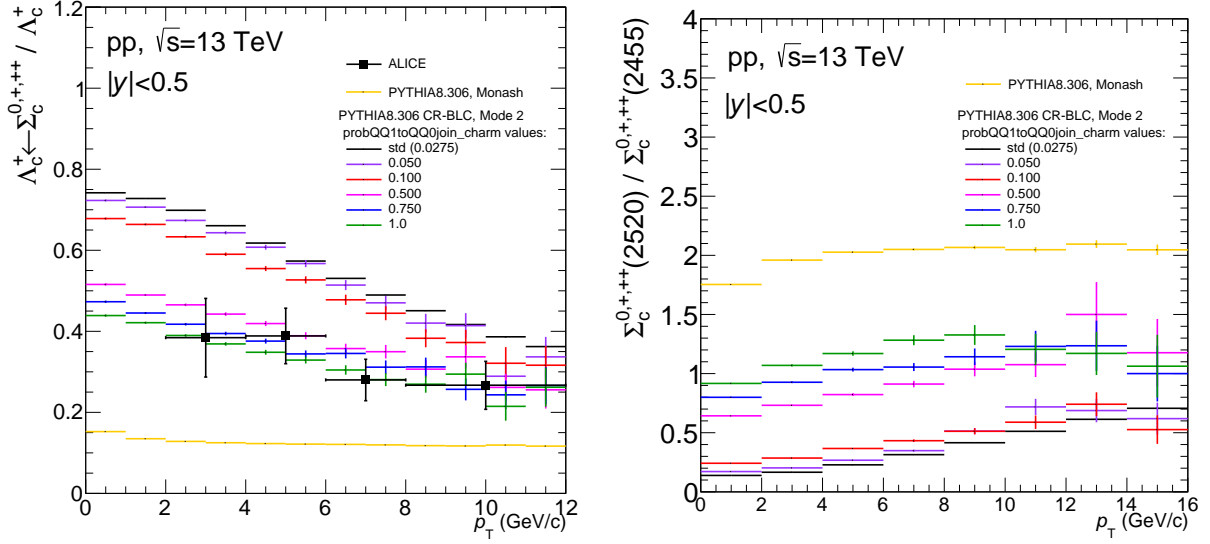 Λc+←Σc0,+,++ / Λc+
1.2
1
0.8
0.6
0.4
0.2
0
pp, √s=13 TeV
|y|<0.5
ALICE
PYTHIA8.306, Monash
PYTHIA8.306 CR-BLC, Mode 2
probQQ1toQQ0join_charm values:
std (0.0275)
0.050
0.100
0.500
0.750
1.0
0 2 4 6 8 10 12
pT (GeV/c)
Σc0,+,++(2520) / Σc0,+,++(2455)
4
3.5
3
2.5
2
1.5
1
0.5
0
pp, √s=13 TeV
|y|<0.5
PYTHIA8.306, Monash
PYTHIA8.306 CR-BLC, Mode 2
probQQ1toQQ0join_charm values:
std (0.0275)
0.050
0.100
0.500
0.750
1.0
0 2 4 6 8 10 12 14 16
pT (GeV/c)